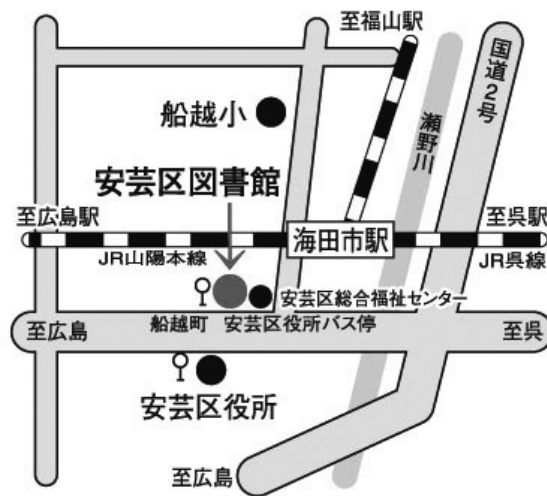 至福山駅
国道2号
船越小
瀬野川
安芸区図書館
至広島駅
海田市駅
至呉駅
JR山陽本線
JR呉線
安芸区総合福祉センター
船越町 安芸区役所バス停
至広島
至呉
安芸区役所
至広島